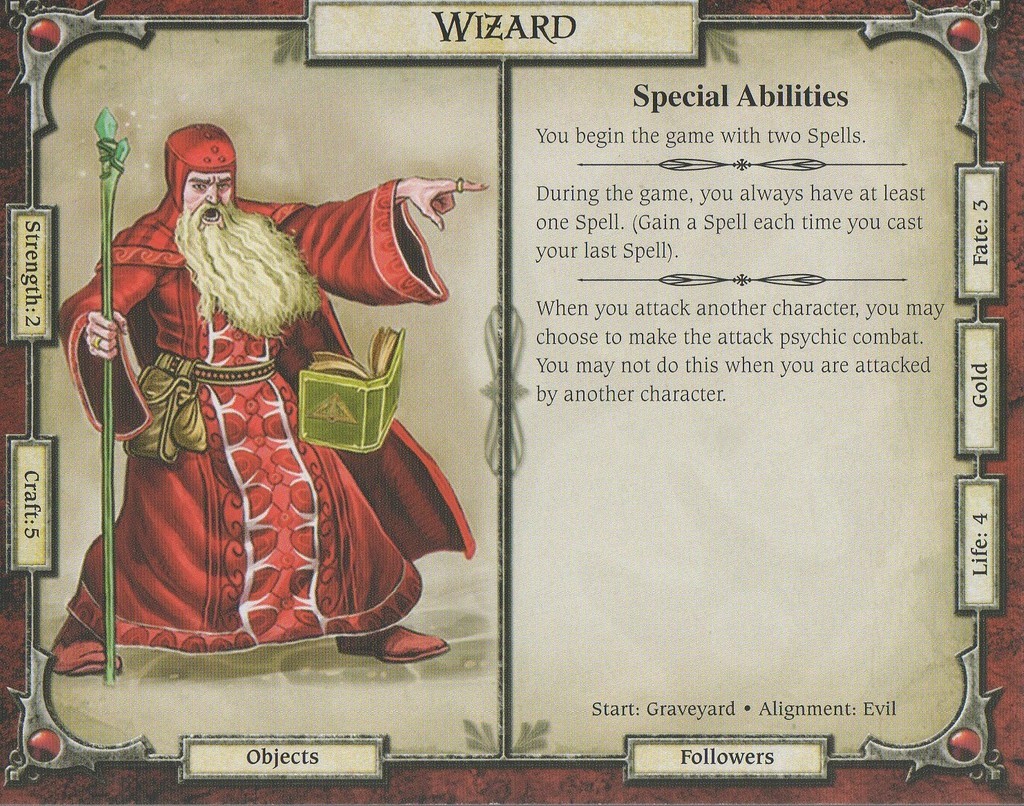 WIZARD
Strength: 2
Craft: 5
Special Abilities
You begin the game with two Spells.
During the game, you always have at least
one Spell. (Gain a Spell each time you cast
your last Spell).
When you attack another character, you may
choose to make the attack psychic combat.
You may not do this when you are attacked
by another character.
Start: Graveyard • Alignment: Evil
Fate: 3
Gold
Life: 4
Objects
Followers